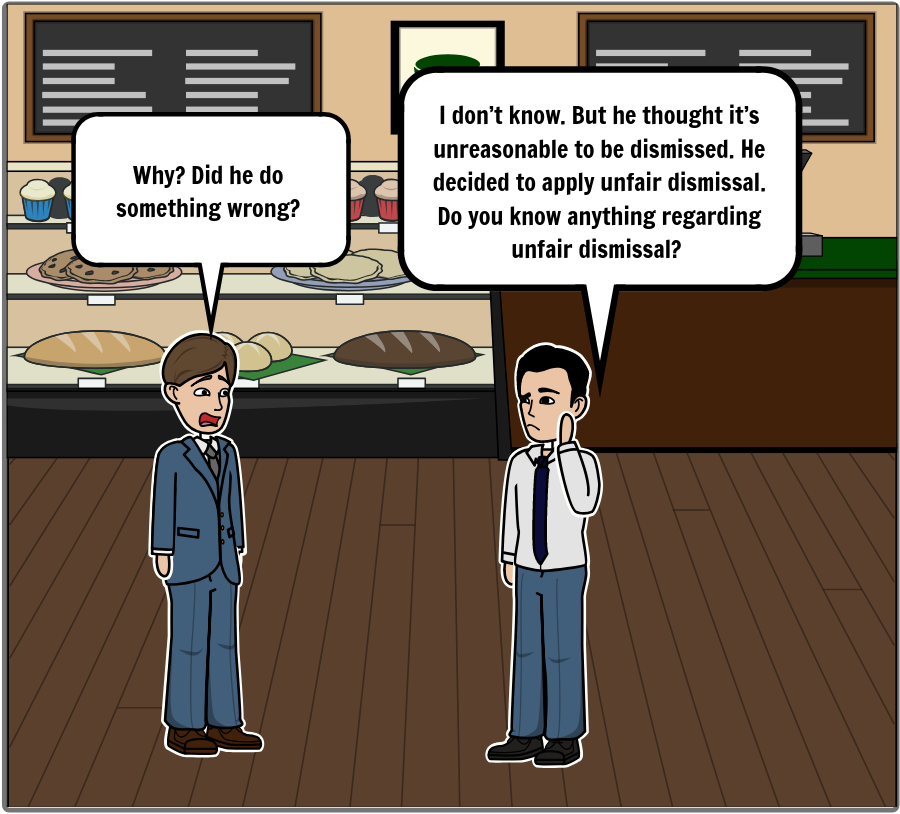 Why? Did he do
something wrong?
I don't know. But he thought it's
unreasonable to be dismissed. He
decided to apply unfair dismissal.
Do you know anything regarding
unfair dismissal?